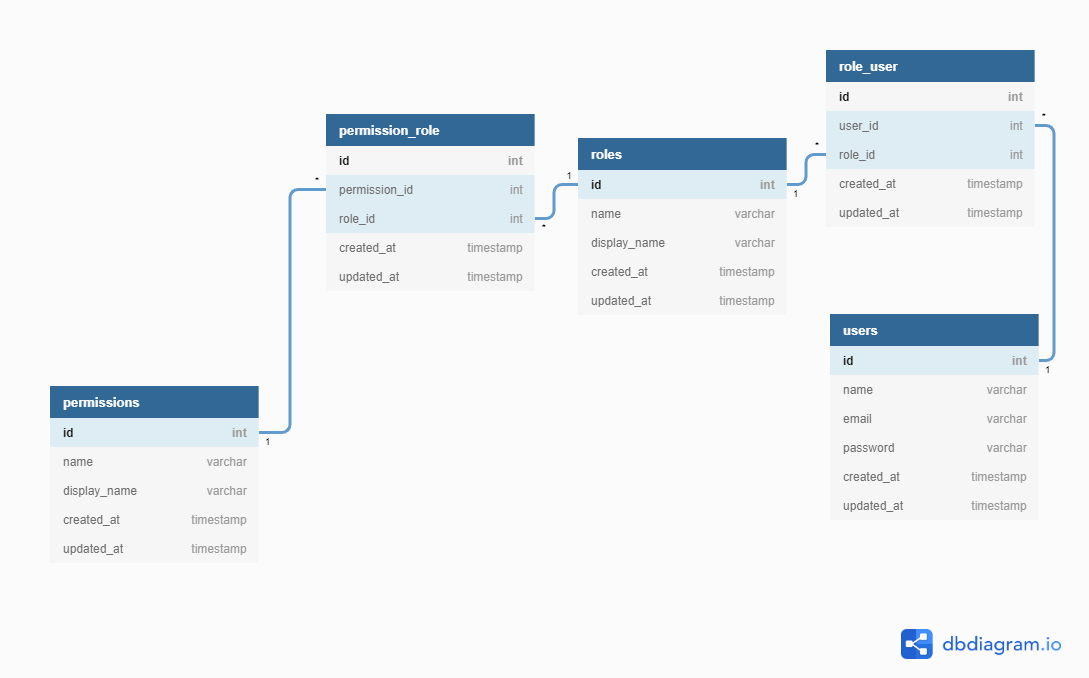 role_user
id int
user_id int
role_id int
created_at timestamp
updated_at timestamp
*
*
permission_role
id int
permission_id int
role_id int
created_at timestamp
updated_at timestamp
*
*
roles
id int
name varchar
display_name varchar
created_at timestamp
updated_at timestamp
1
1
users
id int
name varchar
email varchar
password varchar
created_at timestamp
updated_at timestamp
1
permissions
id int
name varchar
display_name varchar
created_at timestamp
updated_at timestamp
1
dbdiagram.io